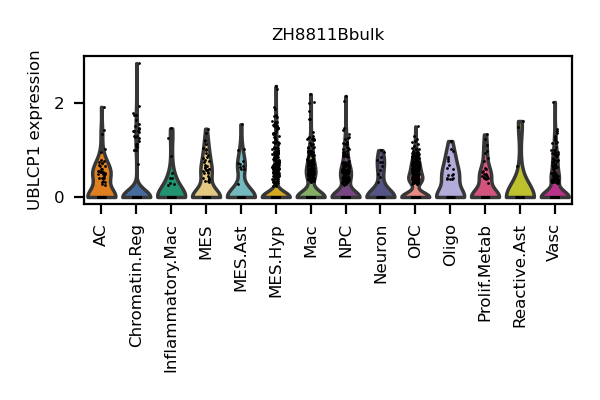 ZH8811Bbulk
UBLCP1 expression
2
0
AC
Chromatin.Reg
Inflammatory.Mac
MES
MES.Ast
MES.Hyp
Mac
NPC
Neuron
OPC
Oligo
Prolif.Metab
Reactive.Ast
Vasc